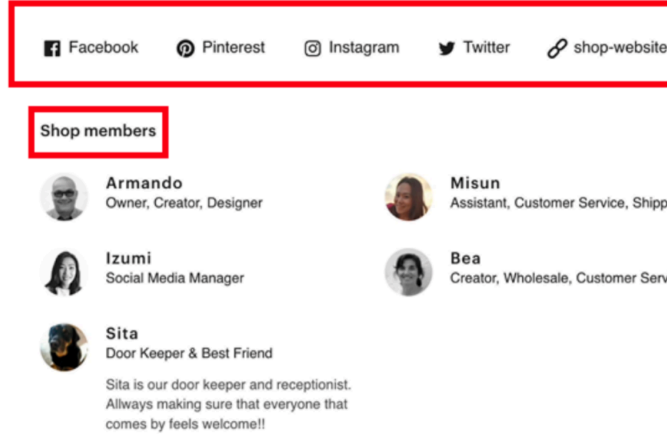 Facebook Pinterest Instagram Twitter shop-website
Shop members
Armando
Owner, Creator, Designer
Misun
Assistant, Customer Service, Shipp
Izumi
Social Media Manager
Bea
Creator, Wholesale, Customer Serv
Sita
Door Keeper & Best Friend
Sita is our door keeper and receptionist.
Allways making sure that everyone that
comes by feels welcome!!